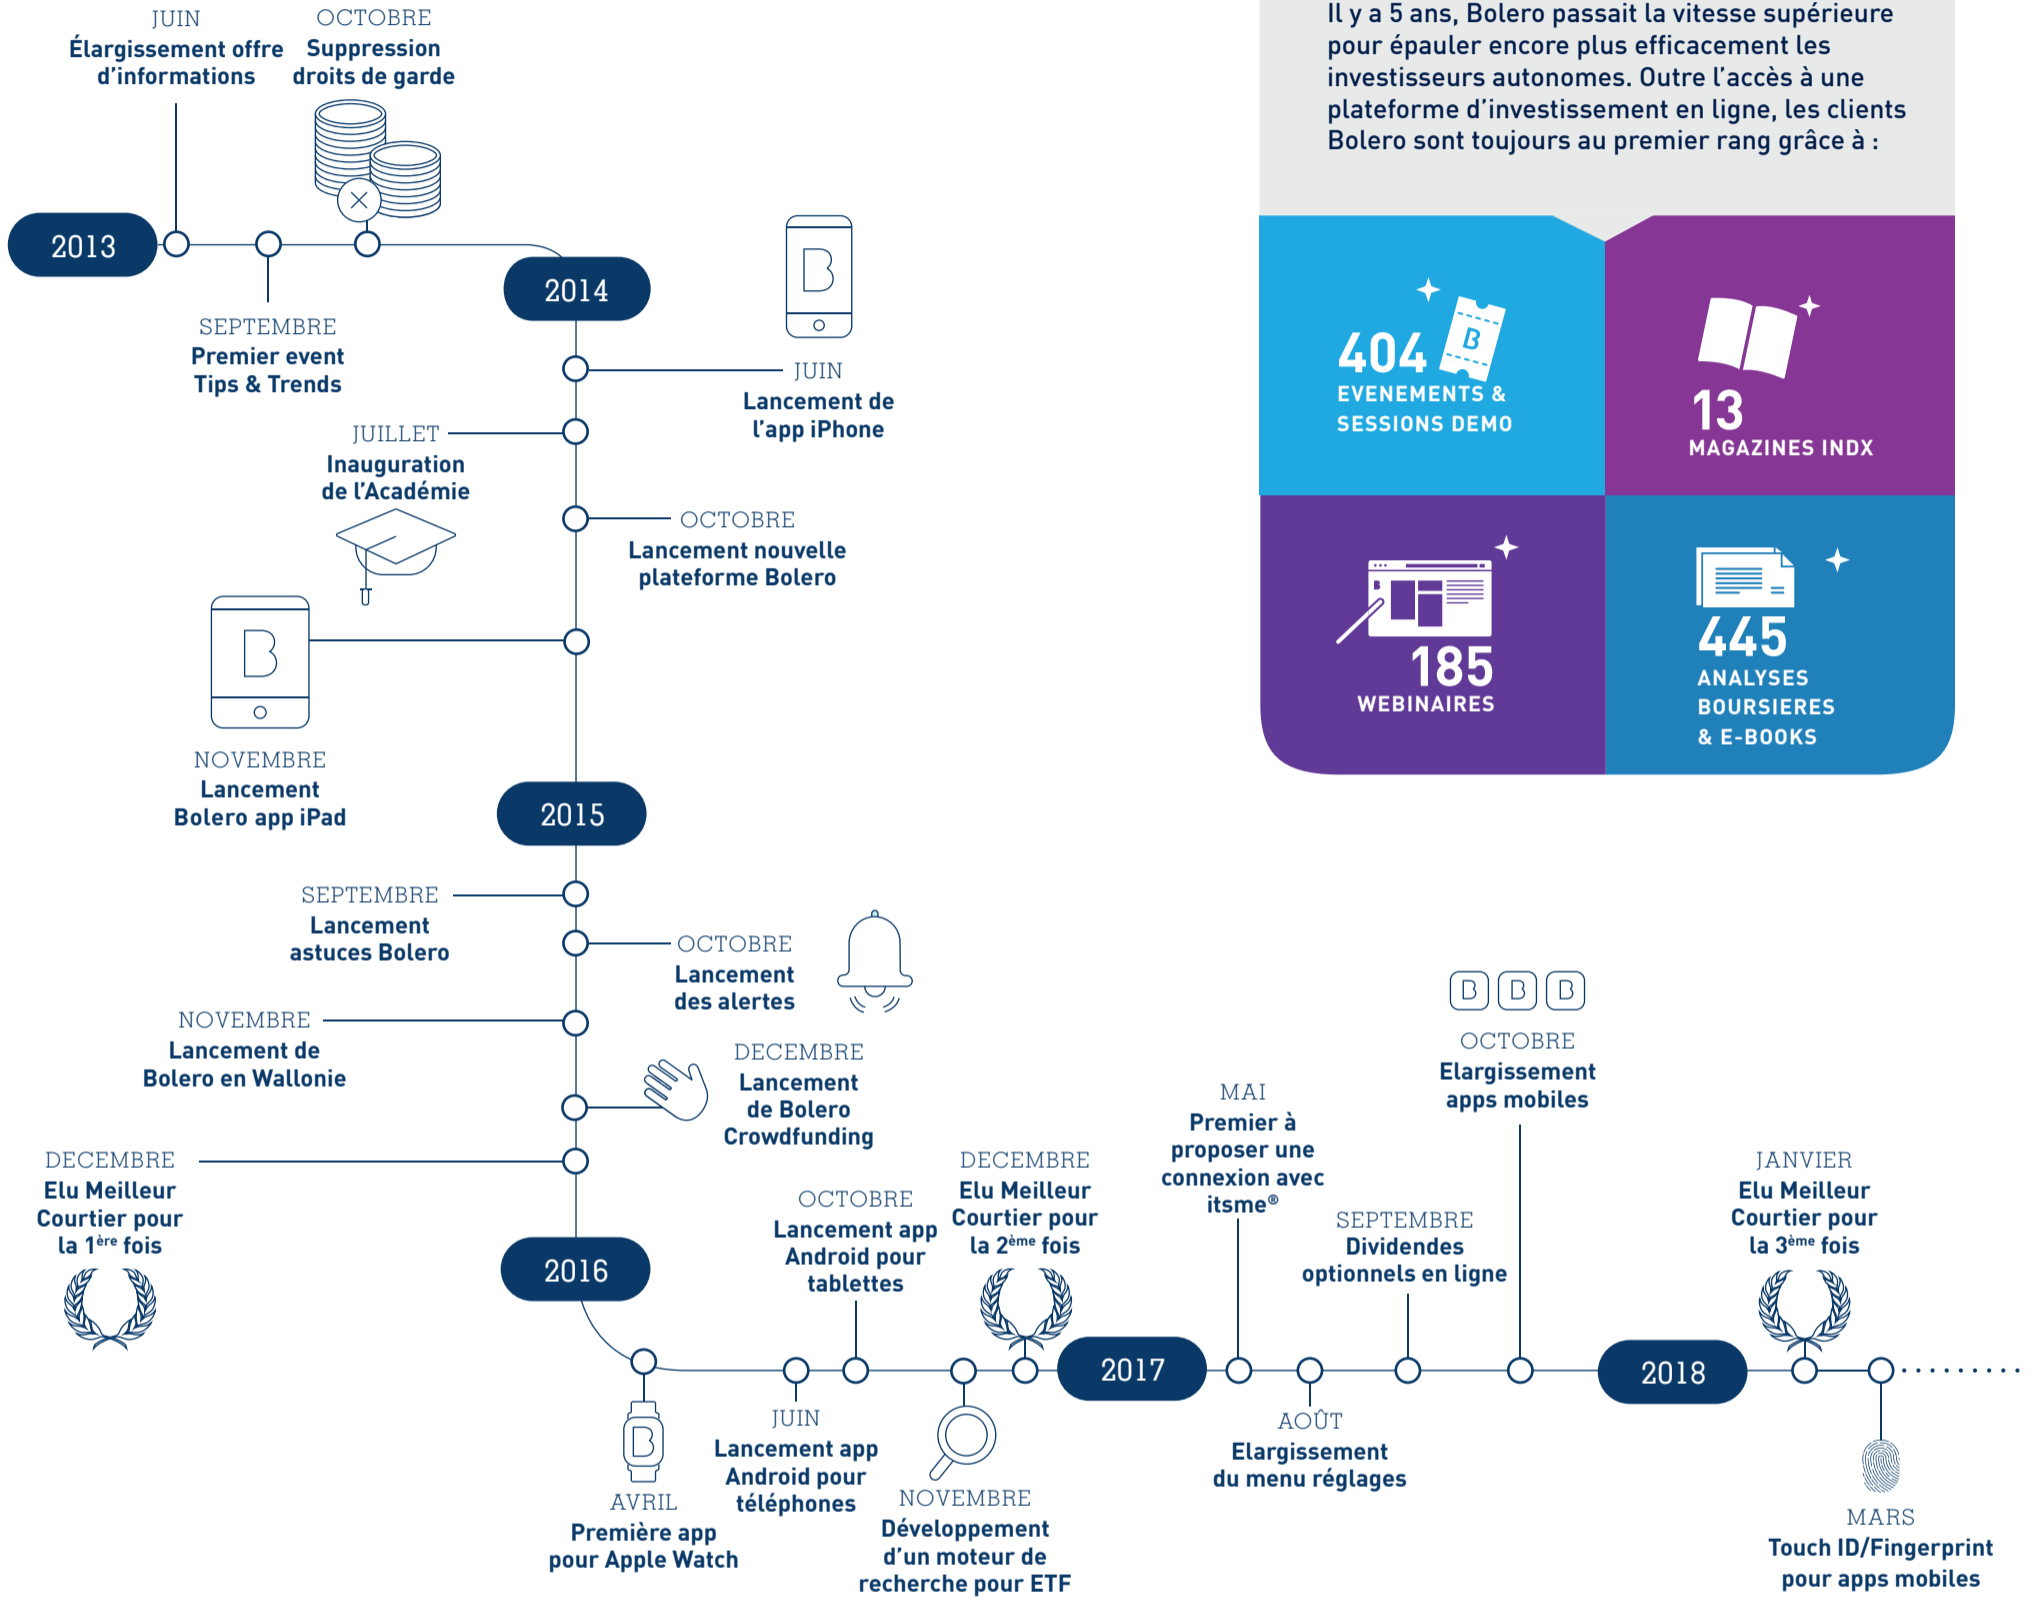 JUIN
Élargissement offre
d'informations
OCTOBRE
Suppression
droits de garde
2013
SEPTEMBRE
Premier event
Tips & Trends
2014
B
JUIN
Lancement de
l'app iPhone
JUILLET
Inauguration
de l'Académie
OCTOBRE
Lancement nouvelle
plateforme Bolero
B
NOVEMBRE
Lancement
Bolero app iPad
2015
SEPTEMBRE
Lancement
astuces Bolero
OCTOBRE
Lancement
des alertes
NOVEMBRE
Lancement de
Bolero en Wallonie
DECEMBRE
Lancement
de Bolero
Crowdfunding
DECEMBRE
Elu Meilleur
Courtier pour
la 1ère fois
2016
B
AVRIL
Première app
pour Apple Watch
JUIN
Lancement app
Android pour
téléphones
OCTOBRE
Lancement app
Android pour
tablettes
NOVEMBRE
Développement
d'un moteur de
recherche pour ETF
DECEMBRE
Elu Meilleur
Courtier pour
la 2ème fois
2017
MAI
Premier à
proposer une
connexion avec
itsme®
AOÛT
Elargissement
du menu réglages
SEPTEMBRE
Dividendes
optionnels en ligne
B B B
OCTOBRE
Elargissement
apps mobiles
2018
JANVIER
Elu Meilleur
Courtier pour
la 3ème fois
MARS
Touch ID/Fingerprint
pour apps mobiles
Il y a 5 ans, Bolero passait la vitesse supérieure
pour épauler encore plus efficacement les
investisseurs autonomes. Outre l'accès à une
plateforme d'investissement en ligne, les clients
Bolero sont toujours au premier rang grâce à :
404
B
EVENEMENTS &
SESSIONS DEMO
13
MAGAZINES INDX
B
185
WEBINAIRES
445
ANALYSES
BOURSIERES
& E-BOOKS